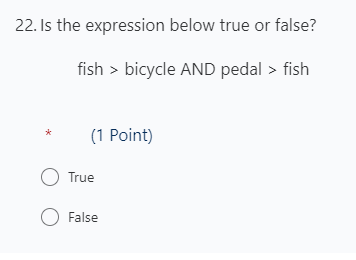 22. Is the expression below true or false?
fish > bicycle AND pedal > fish
* (1 Point)
True
False